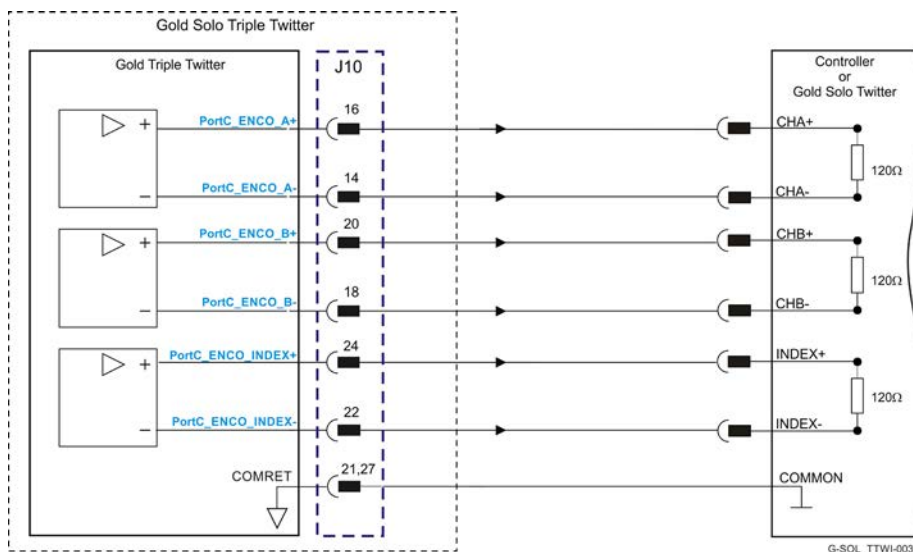 Gold Solo Triple Twitter
Gold Triple Twitter
J10
Controller
or
Gold Solo Twitter
+
PortC_ENCO_A+
16
CHA+
120Ω
−
PortC_ENCO_A-
14
CHA-
+
PortC_ENCO_B+
20
CHB+
120Ω
−
PortC_ENCO_B-
18
CHB-
+
PortC_ENCO_INDEX+
24
INDEX+
120Ω
−
PortC_ENCO_INDEX-
22
INDEX-
COMRET
21,27
COMMON
G-SOL_TTWI-003